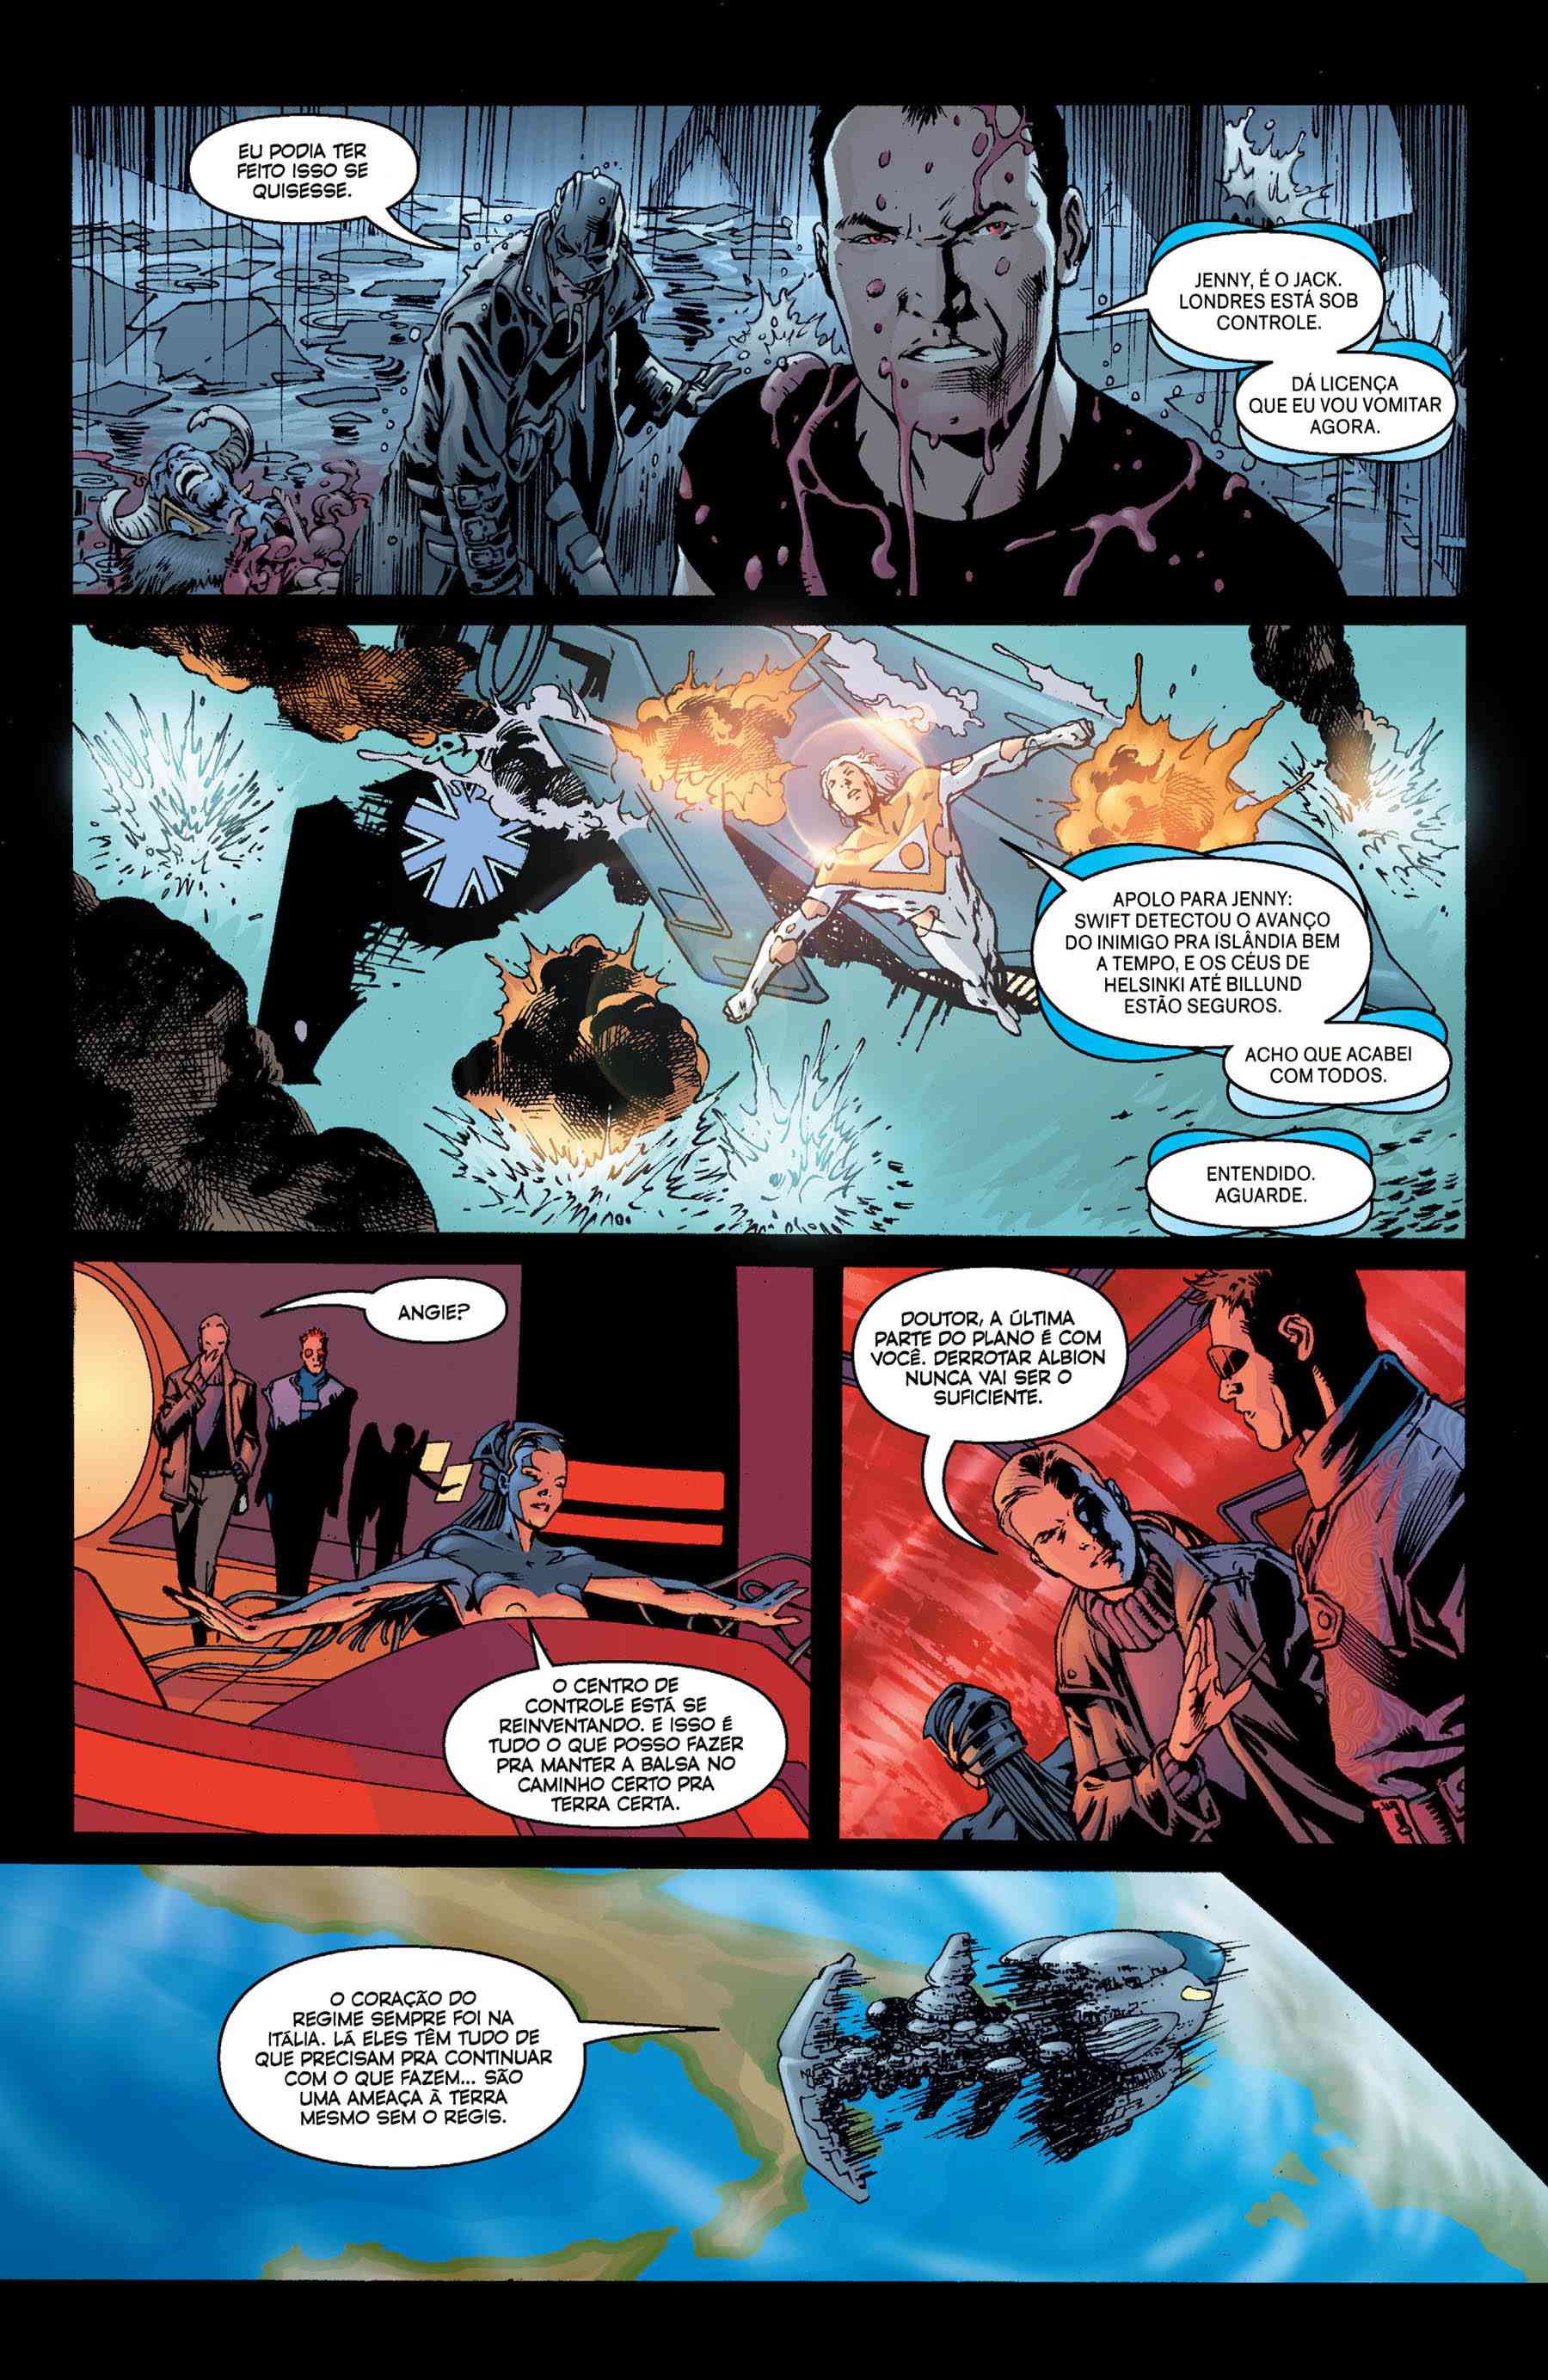 EU PODIA TER
FEITO ISSO SE
QUISESSE.
JENNY, É O JACK.
LONDRES ESTÁ SOB
CONTROLE.
DÁ LICENÇA
QUE EU VOU VOMITAR
AGORA.
APOLO PARA JENNY:
SWIFT DETECTOU O AVANÇO
DO INIMIGO PRA ISLÂNDIA BEM
A TEMPO, E OS CÉUS DE
HELSINKI ATÉ BILLUND
ESTÃO SEGUROS.
ACHO QUE ACABEI
COM TODOS.
ENTENDIDO.
AGUARDE.
ANGIE?
O CENTRO DE
CONTROLE ESTÁ SE
REINVENTANDO. E ISSO É
TUDO O QUE POSSO FAZER
PRA MANTER A BALSA NO
CAMINHO CERTO PRA
TERRA CERTA.
DOUTOR, A ÚLTIMA
PARTE DO PLANO É COM
VOCÊ. DERROTAR ALBION
NUNCA VAI SER O
SUFICIENTE.
O CORAÇÃO DO
REGIME SEMPRE FOI NA
ITÁLIA. LÁ ELES TÊM TUDO DE
QUE PRECISAM PRA CONTINUAR
COM O QUE FAZEM... SÃO
UMA AMEAÇA À TERRA
MESMO SEM O REGIS.